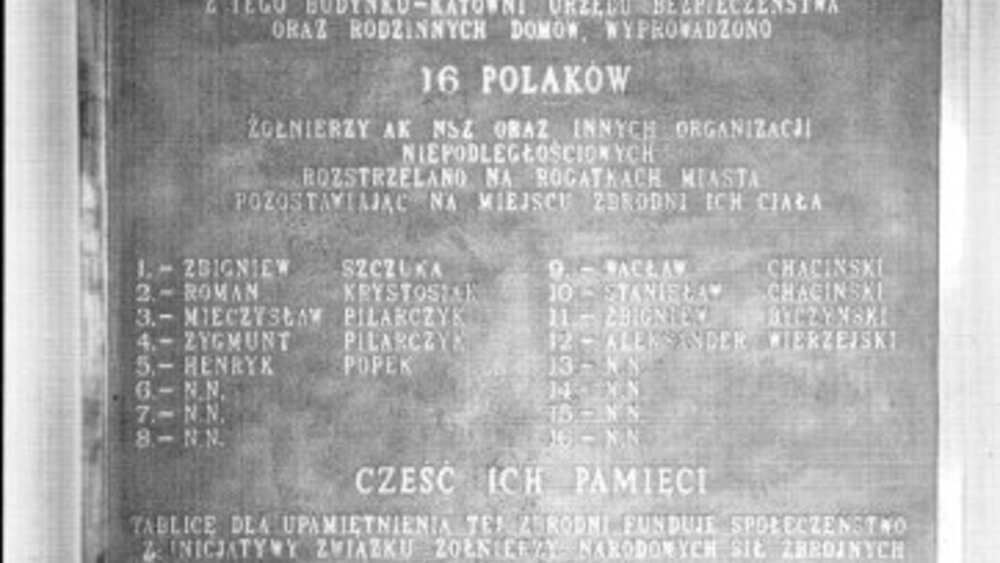 Z TEGO BUDYNKU-KATOWNI URZĘDU BEZPIECZEŃSTWA
ORAZ RODZINNYCH DOMÓW, WYPROWADZONO
16 POLAKÓW
ŻOŁNIERZY AK NSZ ORAZ INNYCH ORGANIZACJI
NIEPODLEGŁOŚCIOWYCH
ROZSTRZELANO NA ROGATKACH MIASTA
POZOSTAWIAJĄC NA MIEJSCU ZBRODNI ICH CIAŁA
1.- ZBIGNIEW SZCZUKA 9.- WACŁAW CHACIŃSKI
2.- ROMAN KRYSTOSIAK 10- STANISŁAW CHACIŃSKI
3.- MIECZYSŁAW PILARCZYK 11- ZBIGNIEW BYCZYŃSKI
4.- ZYGMUNT PILARCZYK 12- ALEKSANDER WIERZEJSKI
5.- HENRYK POPEK 13- N.N.
6.- N.N. 14- N.N.
7.- N.N. 15- N.N.
8.- N.N. 16- N.N.
CZEŚĆ ICH PAMIĘCI
TABLICĘ DLA UPAMIĘTNIENIA TEJ ZBRODNI FUNDUJE SPOŁECZEŃSTWO
Z INICJATYWY ZWIĄZKU ŻOŁNIERZY NARODOWYCH SIŁ ZBROJNYCH